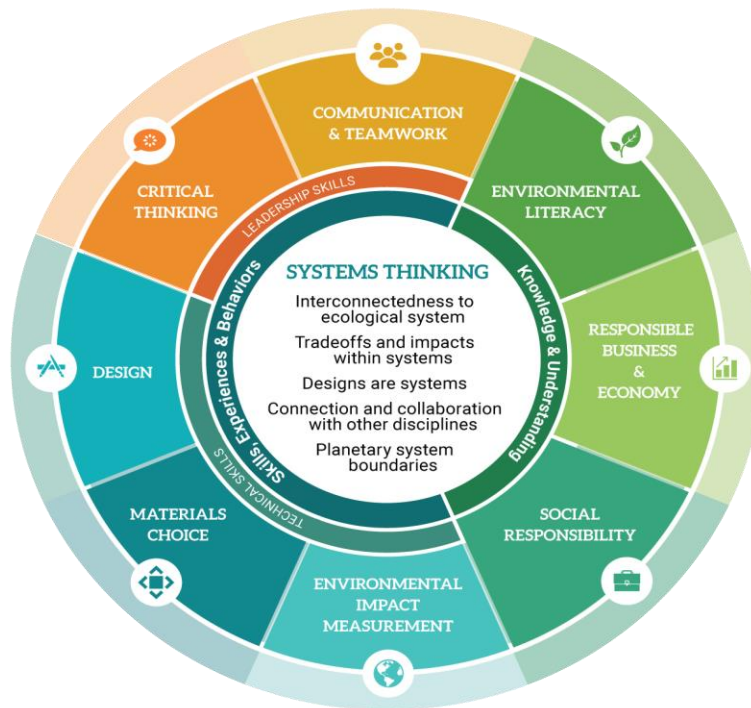 COMMUNICATION
& TEAMWORK
ENVIRONMENTAL
LITERACY
RESPONSIBLE
BUSINESS
&
ECONOMY
SOCIAL
RESPONSIBILITY
ENVIRONMENTAL
IMPACT
MEASUREMENT
MATERIALS
CHOICE
DESIGN
CRITICAL
THINKING
LEADERSHIP SKILLS
TECHNICAL SKILLS
Skills, Experiences & Behaviors
Knowledge & Understanding
SYSTEMS THINKING
Interconnectedness to
ecological system
Tradeoffs and impacts
within systems
Designs are systems
Connection and collaboration
with other disciplines
Planetary system
boundaries